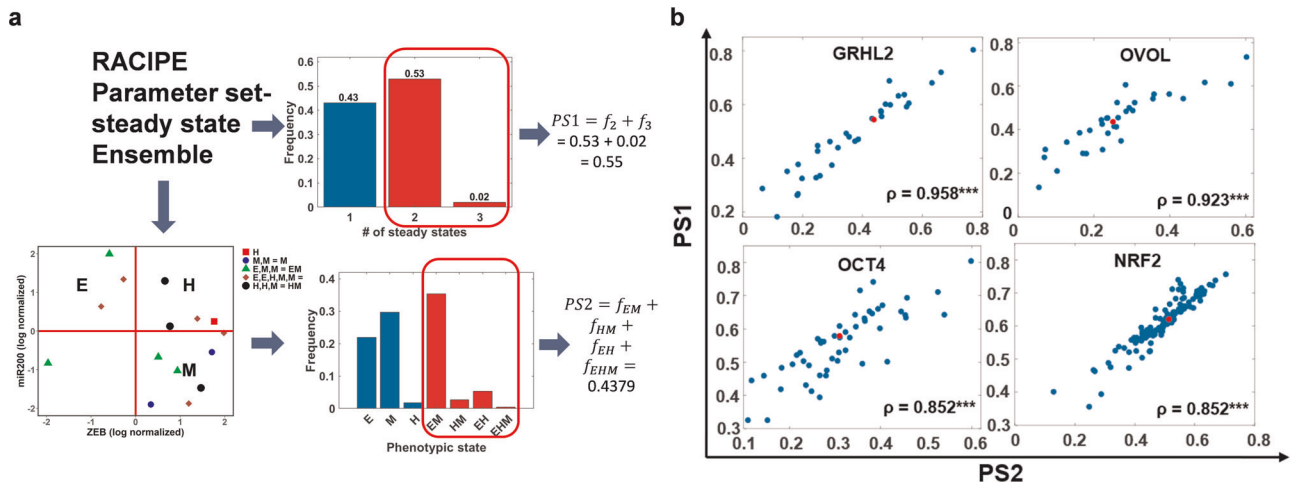 a
RACIPE
Parameter set-
steady state
Ensemble
Frequency
0.6
0.4
0.2
0.0
0.43
0.53
0.02
1
2
3
# of steady states
PS1 = f2 + f3
= 0.53 + 0.02
= 0.55
miR200 (log normalized)
2
1
0
-1
-2
E
H
M
-2
-1
0
1
2
ZEB (log normalized)
H
M,M = M
E,M,M = EM
E,E,H,M,M =
H,H,M = HM
Frequency
0.4
0.3
0.2
0.1
0
E
M
H
EM
HM
EH
EHM
Phenotypic state
PS2 = fEM +
fHM +
fEH +
fEHM =
0.4379
b
PS1
GRHL2
0.8
0.6
0.4
0.2
0
0.2
0.4
0.6
0.8
ρ = 0.958***
OVOL
0.8
0.6
0.4
0.2
0
0
0.2
0.4
0.6
ρ = 0.923***
OCT4
0.8
0.7
0.6
0.5
0.4
0.3
0.1
0.2
0.3
0.4
0.5
0.6
ρ = 0.852***
NRF2
0.9
0.8
0.7
0.6
0.5
0.4
0.3
0
0.2
0.4
0.6
0.8
ρ = 0.852***
PS2